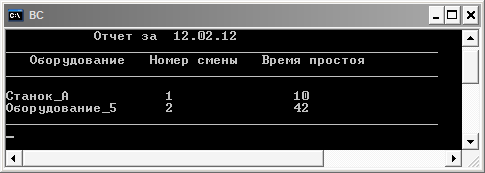 BC
Отчет за 12.02.12
Оборудование Номер смены Время простоя
Станок_А 1 10
Оборудование_5 2 42